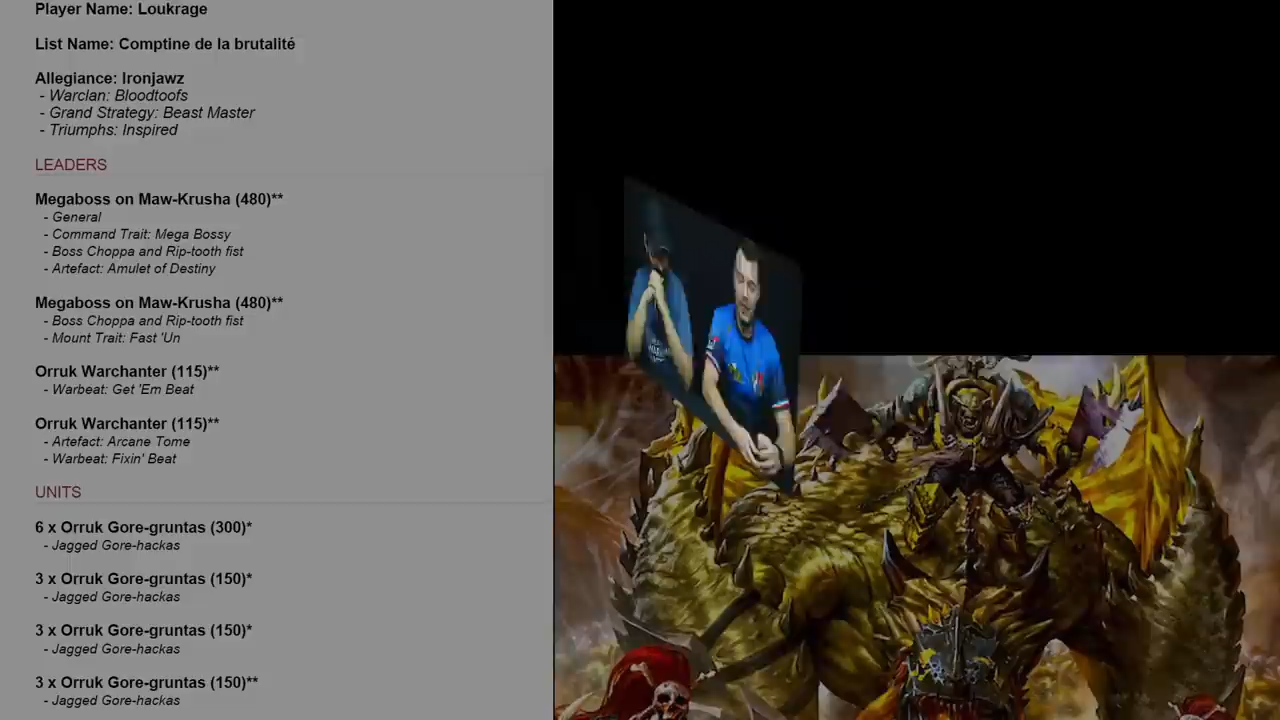 Player Name: Loukrage
List Name: Comptine de la brutalité
Allegiance: Ironjawz
- Warclan: Bloodtoofs
- Grand Strategy: Beast Master
- Triumphs: Inspired
LEADERS
Megaboss on Maw-Krusha (480)**
- General
- Command Trait: Mega Bossy
- Boss Choppa and Rip-tooth fist
- Artefact: Amulet of Destiny
Megaboss on Maw-Krusha (480)**
- Boss Choppa and Rip-tooth fist
- Mount Trait: Fast 'Un
Orruk Warchanter (115)**
- Warbeat: Get 'Em Beat
Orruk Warchanter (115)**
- Artefact: Arcane Tome
- Warbeat: Fixin' Beat
UNITS
6 x Orruk Gore-gruntas (300)*
- Jagged Gore-hackas
3 x Orruk Gore-gruntas (150)*
- Jagged Gore-hackas
3 x Orruk Gore-gruntas (150)*
- Jagged Gore-hackas
3 x Orruk Gore-gruntas (150)**
- Jagged Gore-hackas